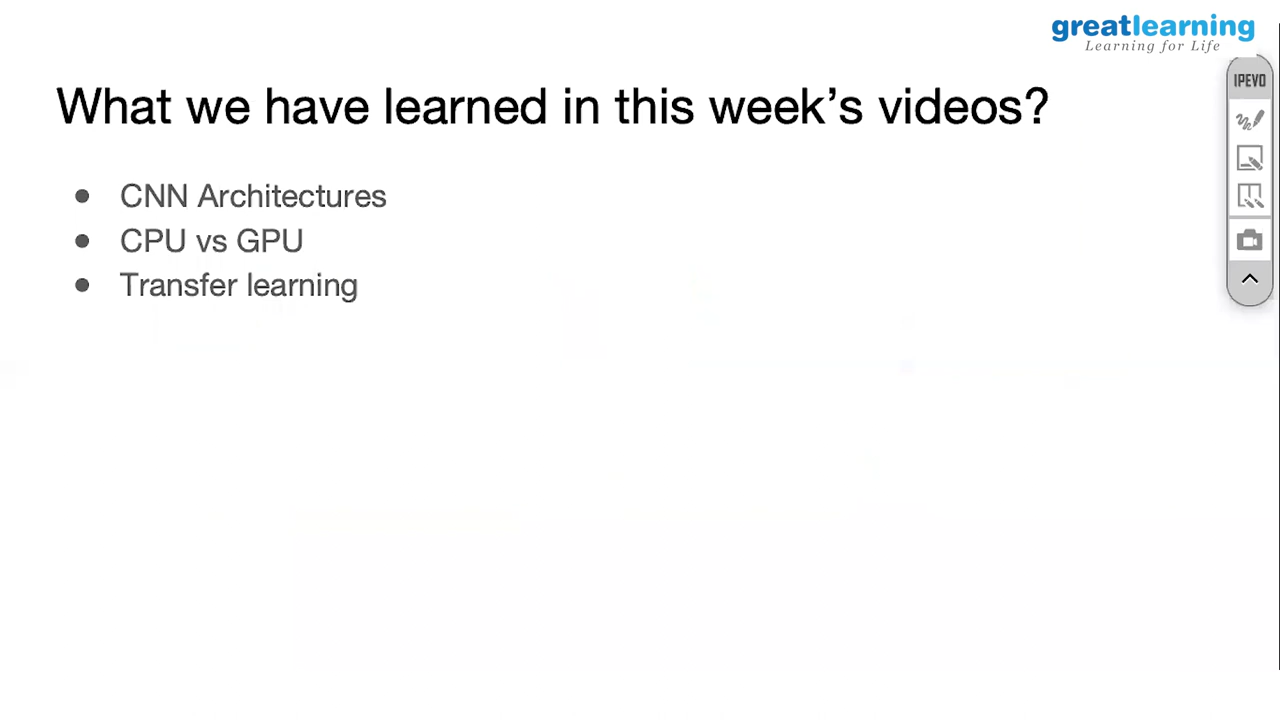 greatlearning
Learning for Life
IPEVO
What we have learned in this week's videos?
● CNN Architectures
● CPU vs GPU
● Transfer learning